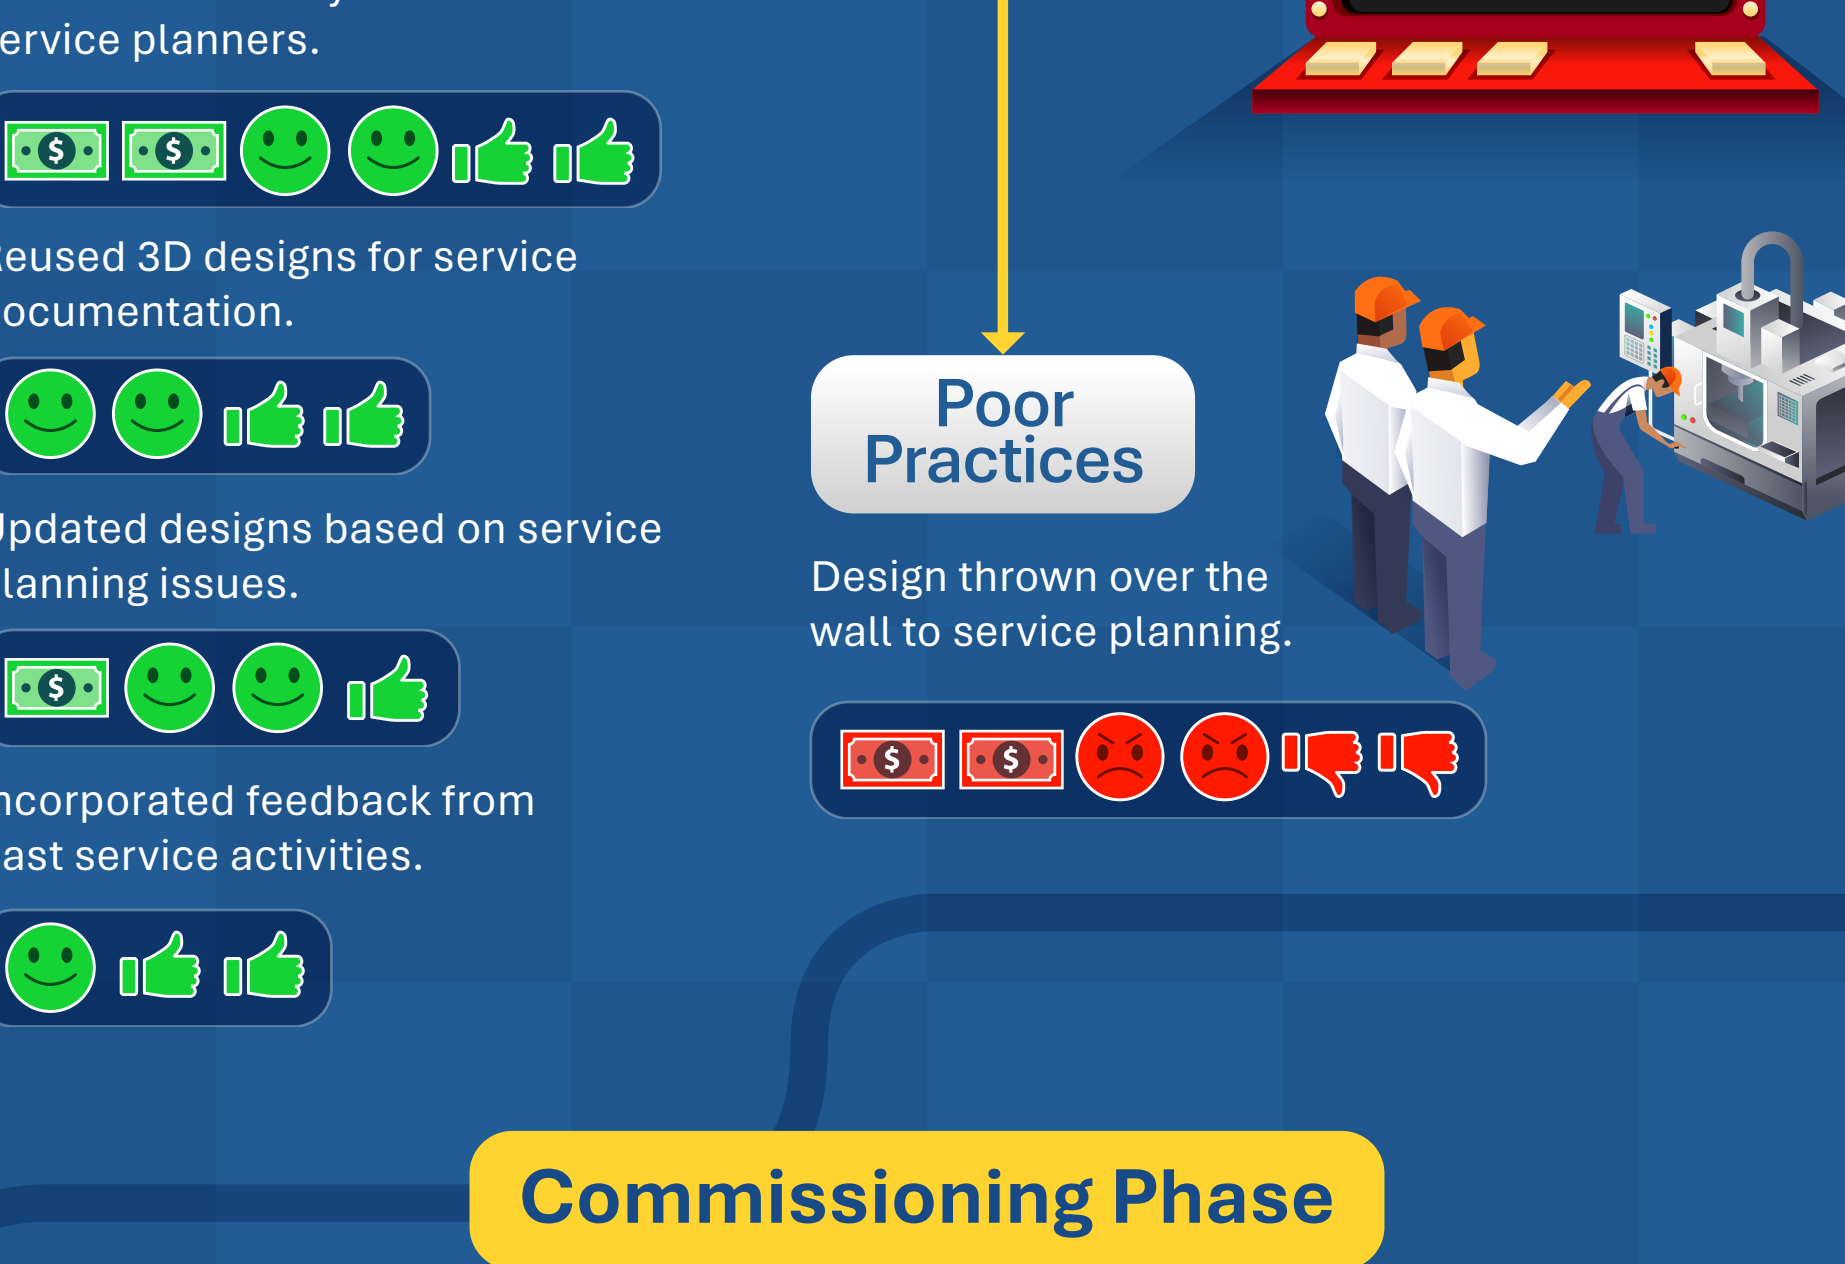 ervice planners.
eused 3D designs for service
ocumentation.
pdated designs based on service
lanning issues.
ncorporated feedback from
ast service activities.
Poor
Practices
Design thrown over the
wall to service planning.
Commissioning Phase